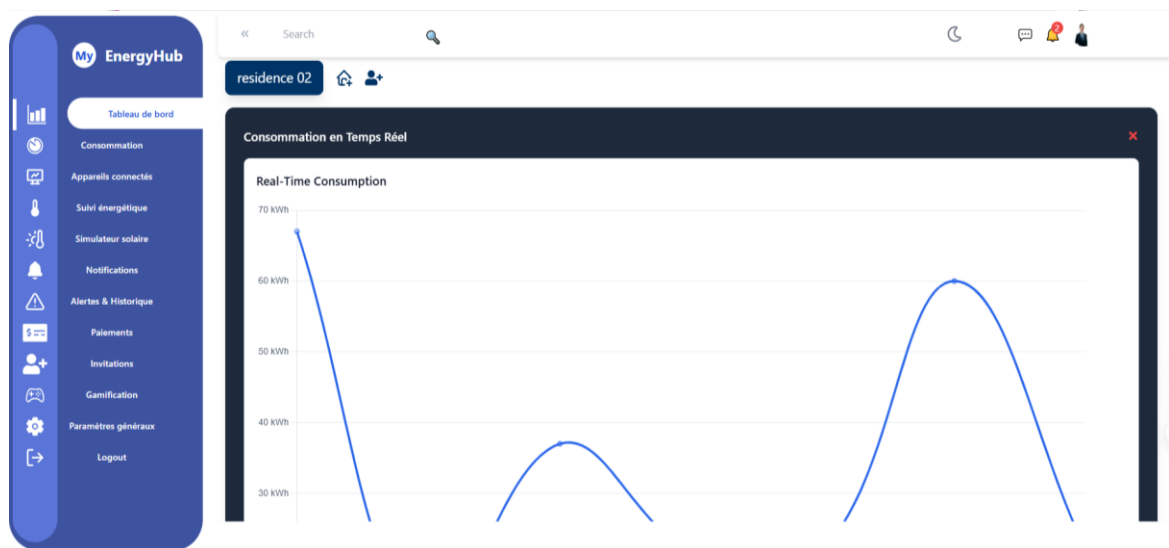 My EnergyHub
Tableau de bord
Consommation
Appareils connectés
Suivi énergétique
Simulateur solaire
Notifications
Alertes & Historique
Paiements
Invitations
Gamification
Paramètres généraux
Logout
« Search
2
residence 02
Consommation en Temps Réel
Real-Time Consumption
70 kWh
60 kWh
50 kWh
40 kWh
30 kWh